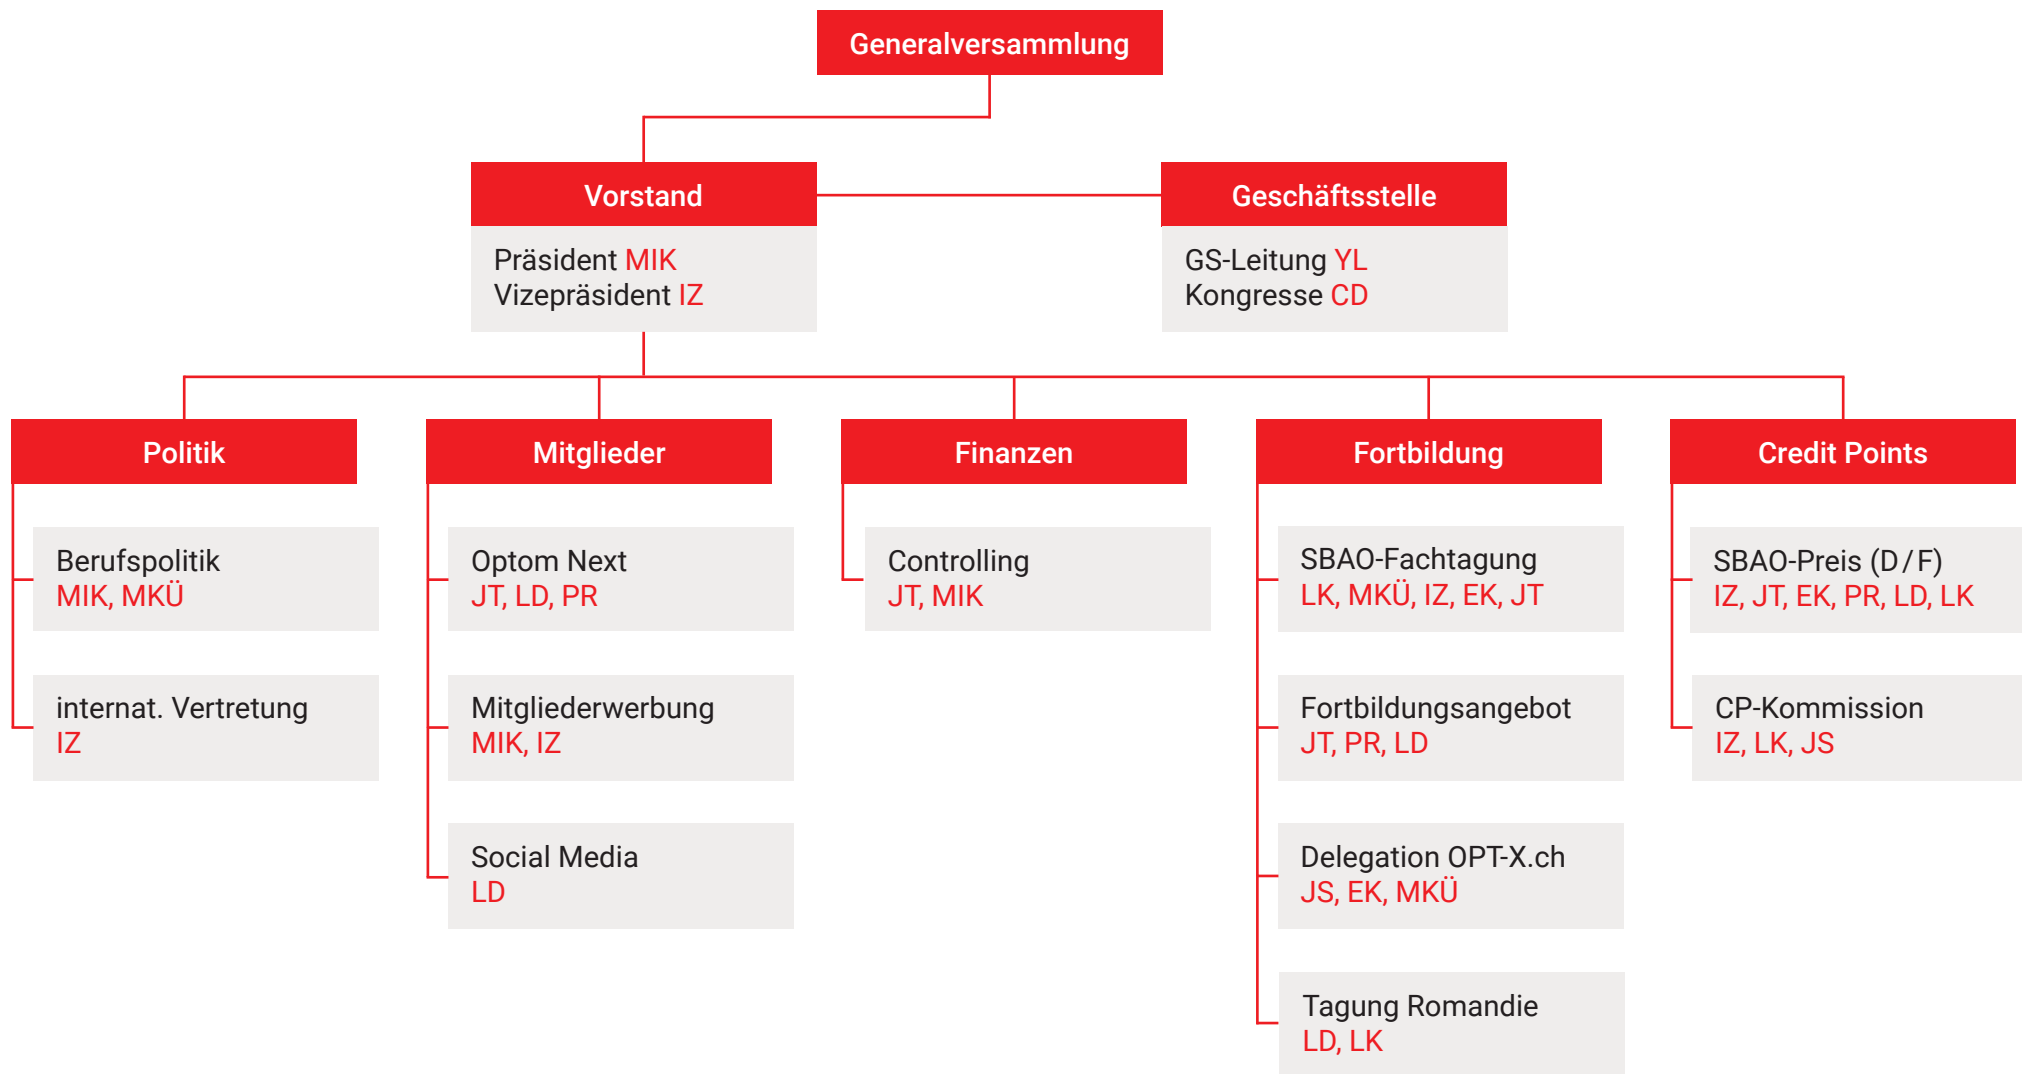 Generalversammlung
Vorstand
Präsident MIK
Vizepräsident IZ
Geschäftsstelle
GS-Leitung YL
Kongresse CD
Politik
Berufspolitik
MIK, MKÜ
internat. Vertretung
IZ
Mitglieder
Optom Next
JT, LD, PR
Mitgliederwerbung
MIK, IZ
Social Media
LD
Finanzen
Controlling
JT, MIK
Fortbildung
SBAO-Fachtagung
LK, MKÜ, IZ, EK, JT
Fortbildungsangebot
JT, PR, LD
Delegation OPT-X.ch
JS, EK, MKÜ
Tagung Romandie
LD, LK
Credit Points
SBAO-Preis (D/F)
IZ, JT, EK, PR, LD, LK
CP-Kommission
IZ, LK, JS